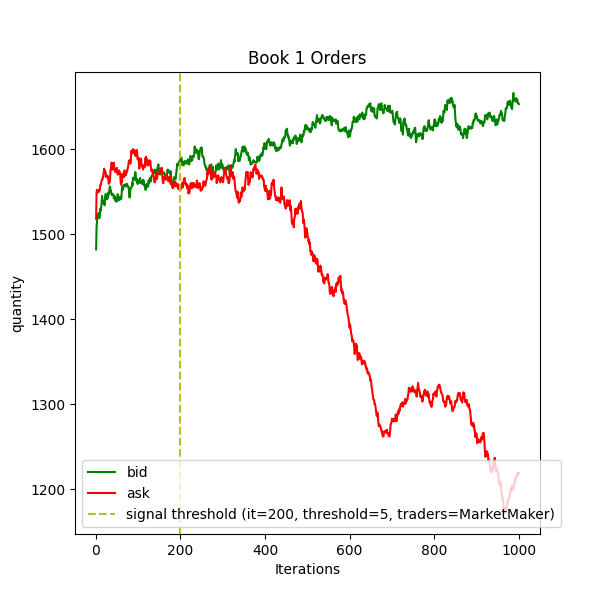 Book 1 Orders
quantity
1600
1500
1400
1300
1200
bid
ask
signal threshold (it=200, threshold=5, traders=MarketMaker)
0 200 400 600 800 1000
Iterations